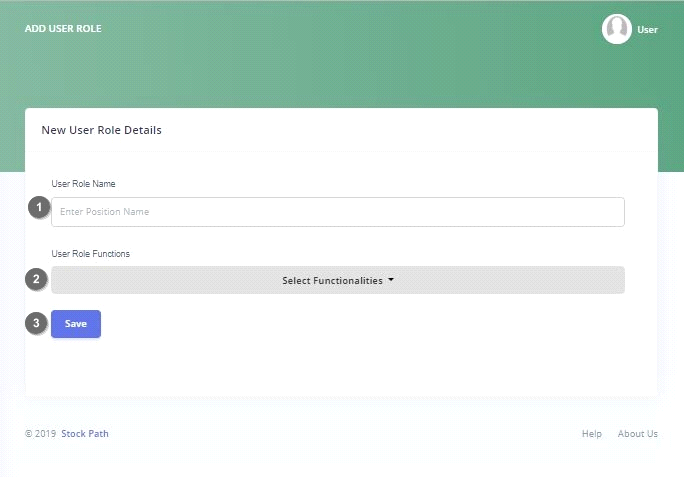 ADD USER ROLE
User
New User Role Details
User Role Name
1
Enter Position Name
User Role Functions
2
Select Functionalities
3
Save
© 2019 Stock Path
Help About Us